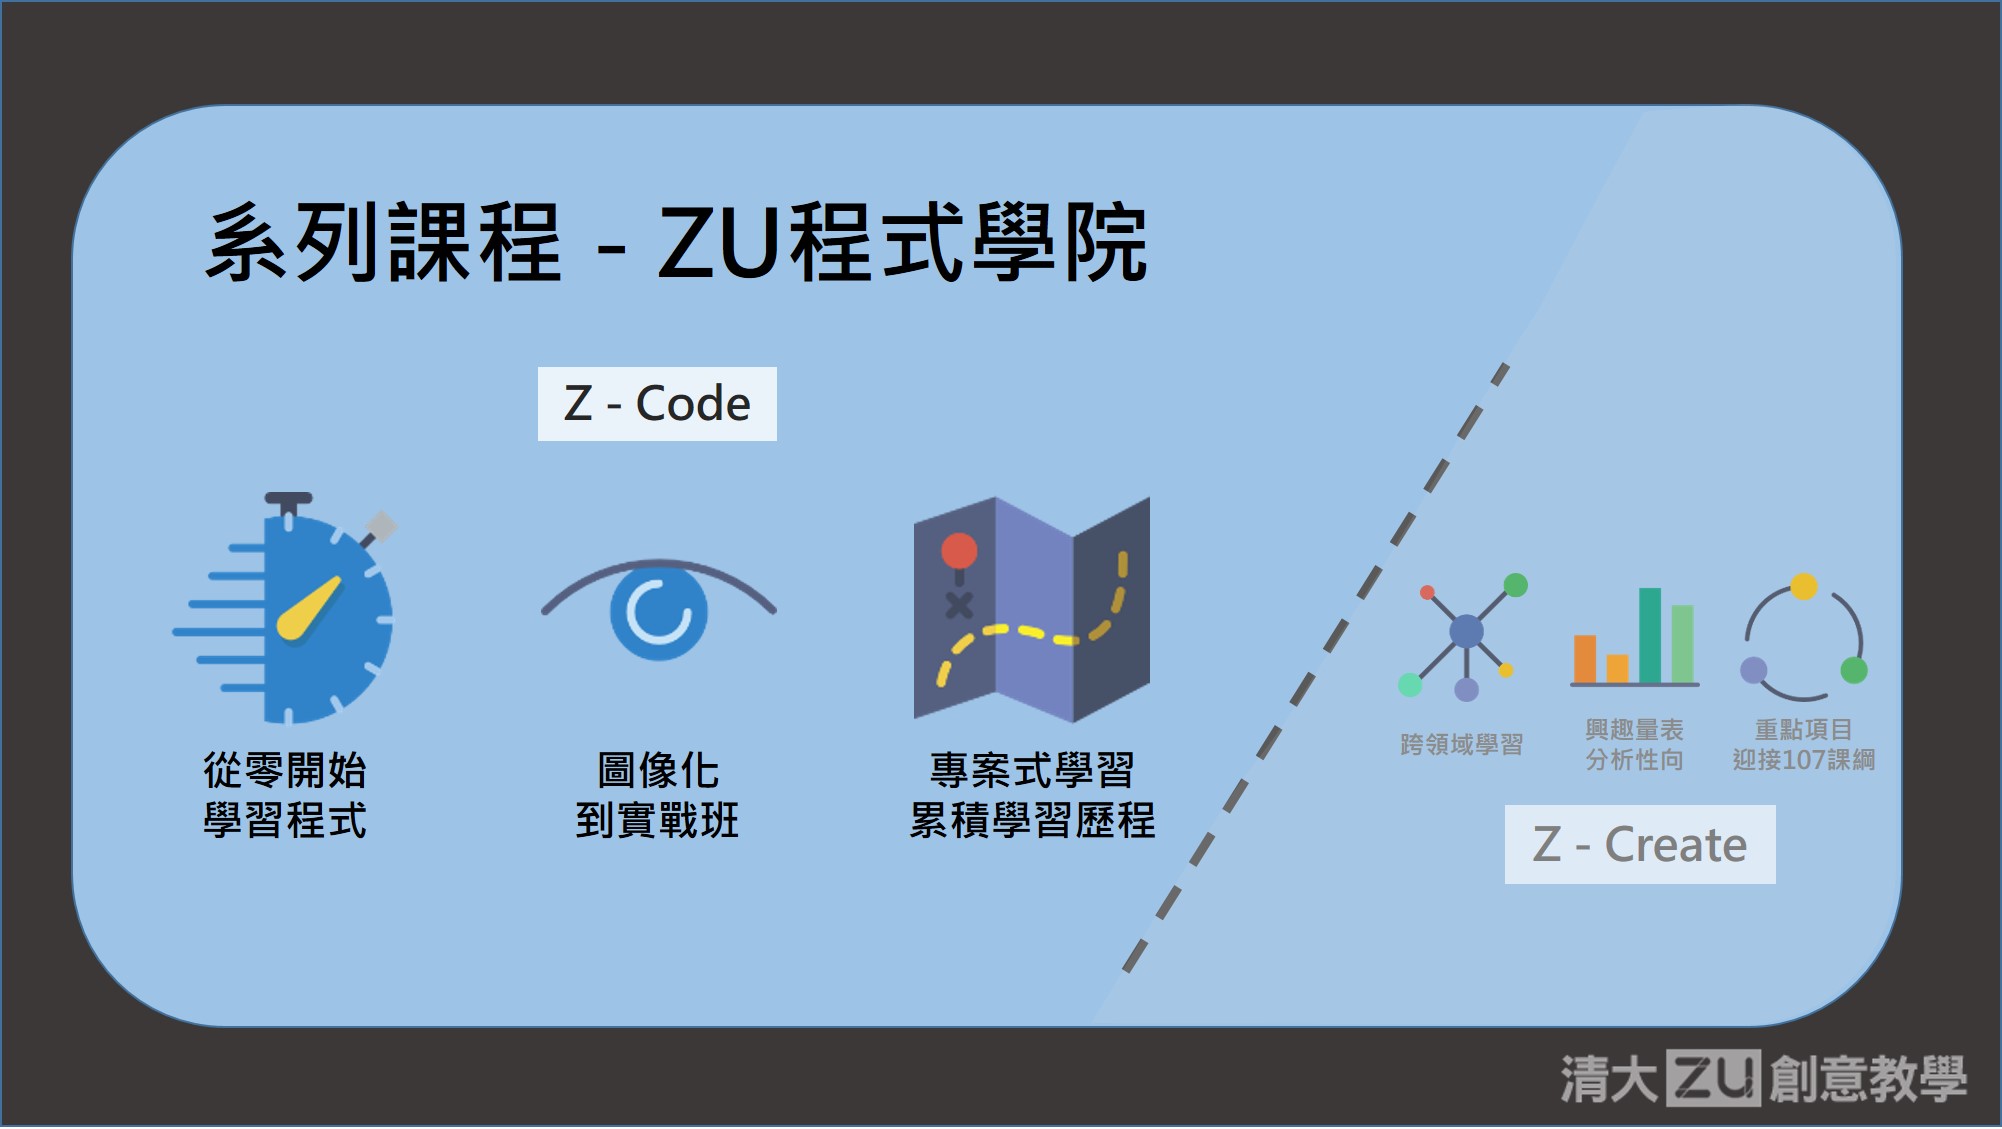 系列課程 - ZU程式學院
Z - Code
從零開始
學習程式
圖像化
到實戰班
專案式學習
累積學習歷程
跨領域學習
興趣量表
分析性向
重點項目
迎接107課綱
Z - Create
清大ZU創意教學